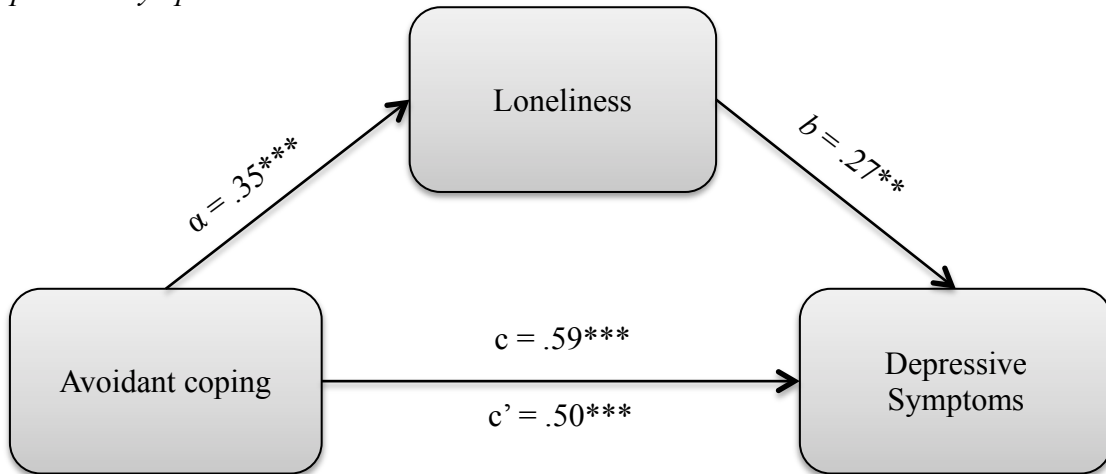 Loneliness
α = .35***
b = .27**
c = .59***
Avoidant coping
Depressive
Symptoms
c’ = .50***